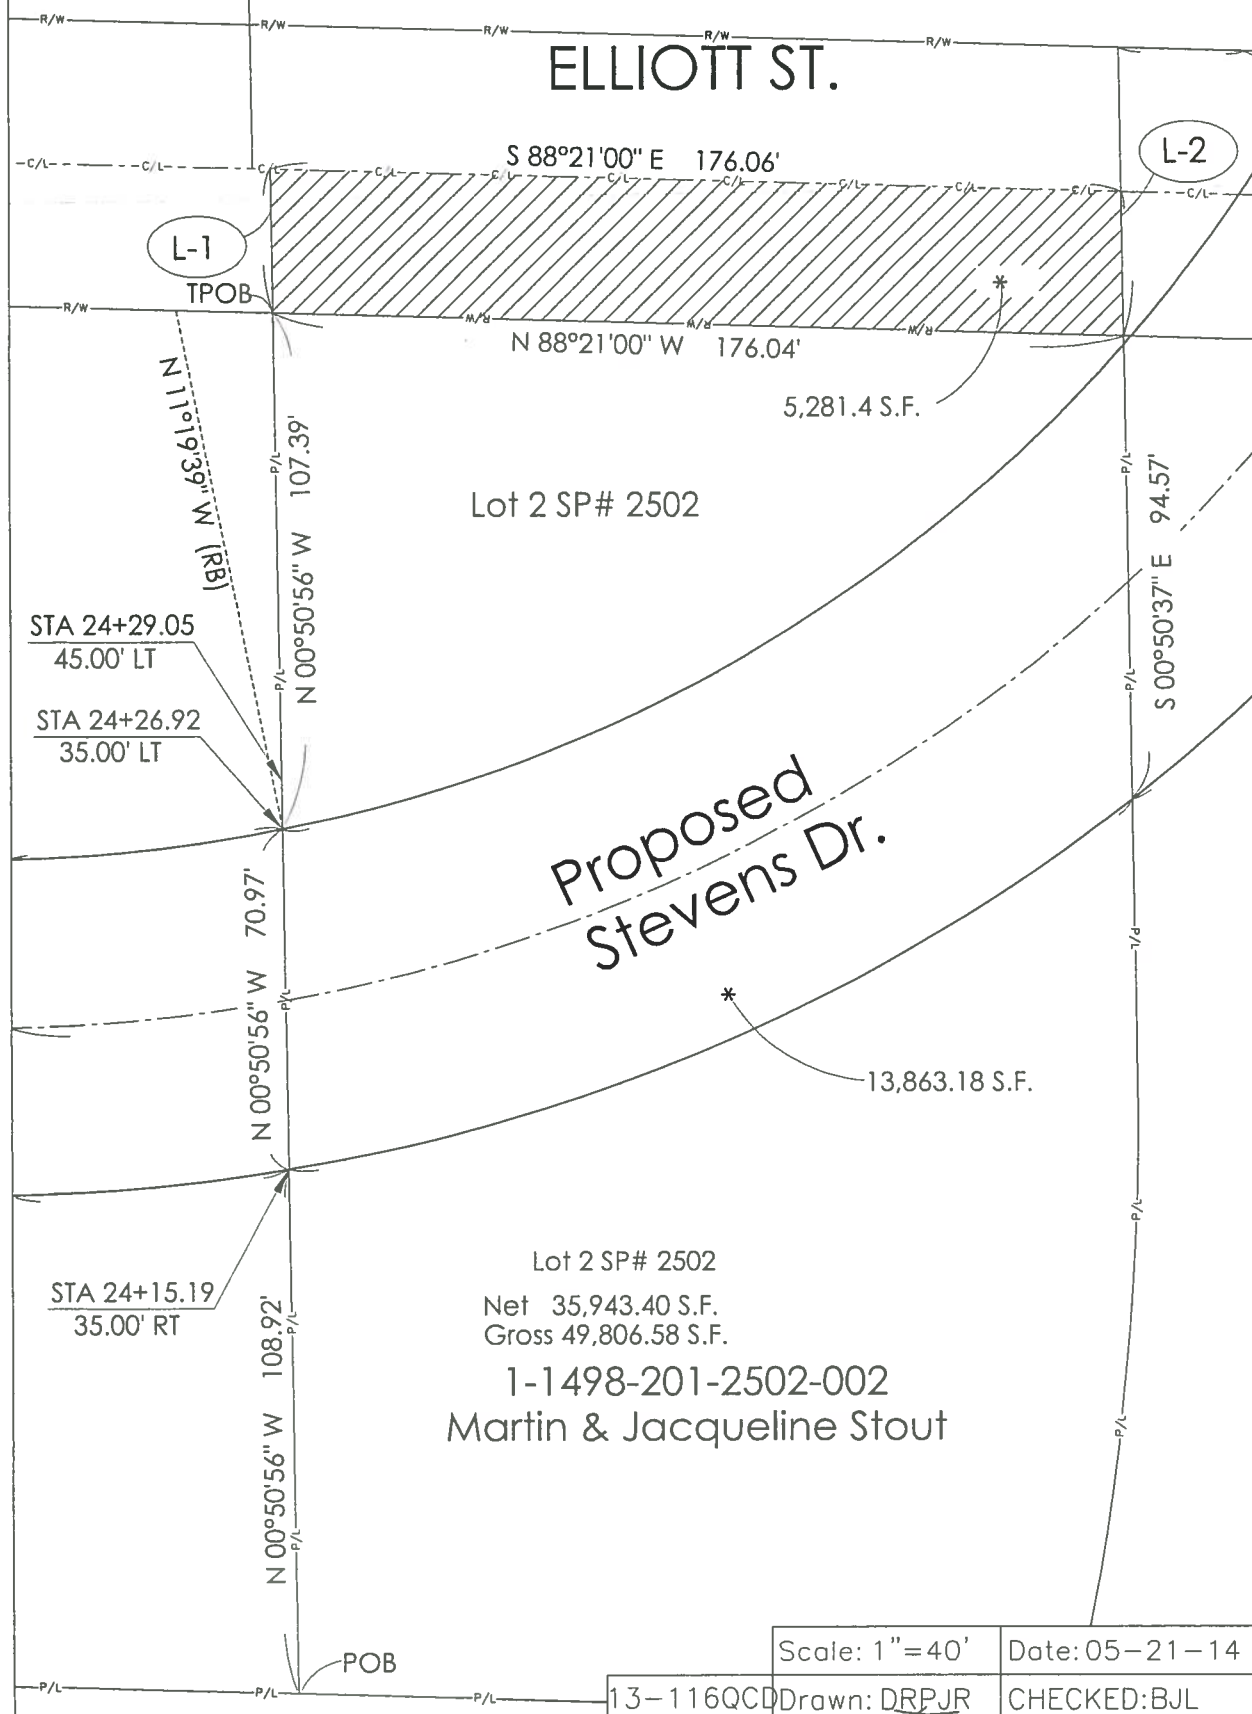 R/W R/W R/W R/W R/W
ELLIOTT ST.
S 88°21'00" E 176.06'
L-2
C/L C/L C/L C/L C/L C/L C/L C/L C/L C/L C/L
L-1
TPOB
R/W R/W R/W R/W
N 88°21'00" W 176.04'
5,281.4 S.F.
N 11°19'39" W (RB)
N 00°50'56" W 107.39'
P/L
P/L
Lot 2 SP# 2502
P/L
P/L
S 00°50'37" E 94.57'
STA 24+29.05
45.00' LT
STA 24+26.92
35.00' LT
Proposed
Stevens Dr.
N 00°50'56" W 70.97'
P/L
P/L
*
*
13,863.18 S.F.
P/L
STA 24+15.19
35.00' RT
Lot 2 SP# 2502
Net 35,943.40 S.F.
Gross 49,806.58 S.F.
1-1498-201-2502-002
Martin & Jacqueline Stout
N 00°50'56" W 108.92'
P/L
P/L
P/L
POB
P/L P/L P/L
Scale: 1"=40' Date: 05-21-14
13-116QCD Drawn: DRPJR CHECKED:BJL